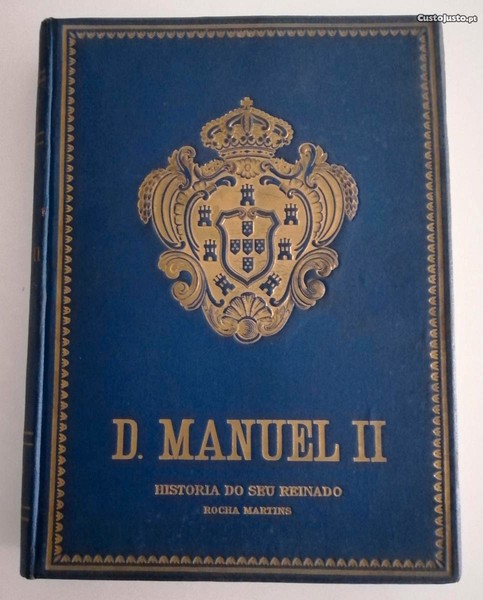 CustoJusto.pt
D. MANUEL II
HISTORIA DO SEU REINADO
ROCHA MARTINS